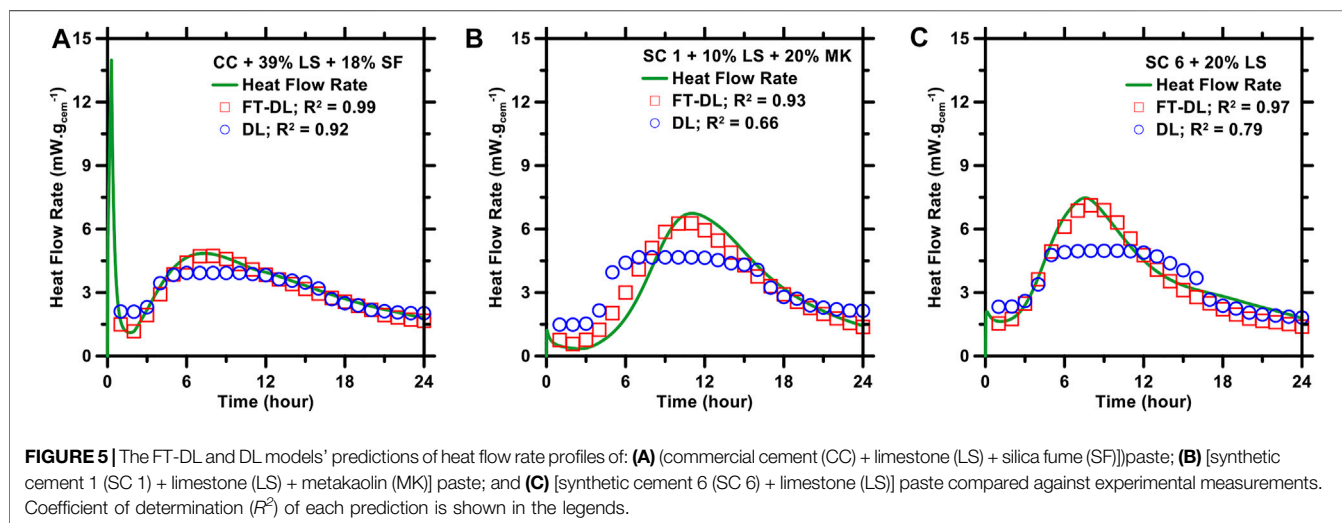 A
CC + 39% LS + 18% SF
Heat Flow Rate
FT-DL; R² = 0.99
DL; R² = 0.92
Heat Flow Rate (mW.g_cem⁻¹)
15
12
9
6
3
0
0 6 12 18 24
Time (hour)
B
SC 1 + 10% LS + 20% MK
Heat Flow Rate
FT-DL; R² = 0.93
DL; R² = 0.66
Heat Flow Rate (mW.g_cem⁻¹)
15
12
9
6
3
0
0 6 12 18 24
Time (hour)
C
SC 6 + 20% LS
Heat Flow Rate
FT-DL; R² = 0.97
DL; R² = 0.79
Heat Flow Rate (mW.g_cem⁻¹)
15
12
9
6
3
0
0 6 12 18 24
Time (hour)
FIGURE 5 | The FT-DL and DL models' predictions of heat flow rate profiles of: (A) (commercial cement (CC) + limestone (LS) + silica fume (SF)])paste; (B) [synthetic
cement 1 (SC 1) + limestone (LS) + metakaolin (MK)] paste; and (C) [synthetic cement 6 (SC 6) + limestone (LS)] paste compared against experimental measurements.
Coefficient of determination (R²) of each prediction is shown in the legends.